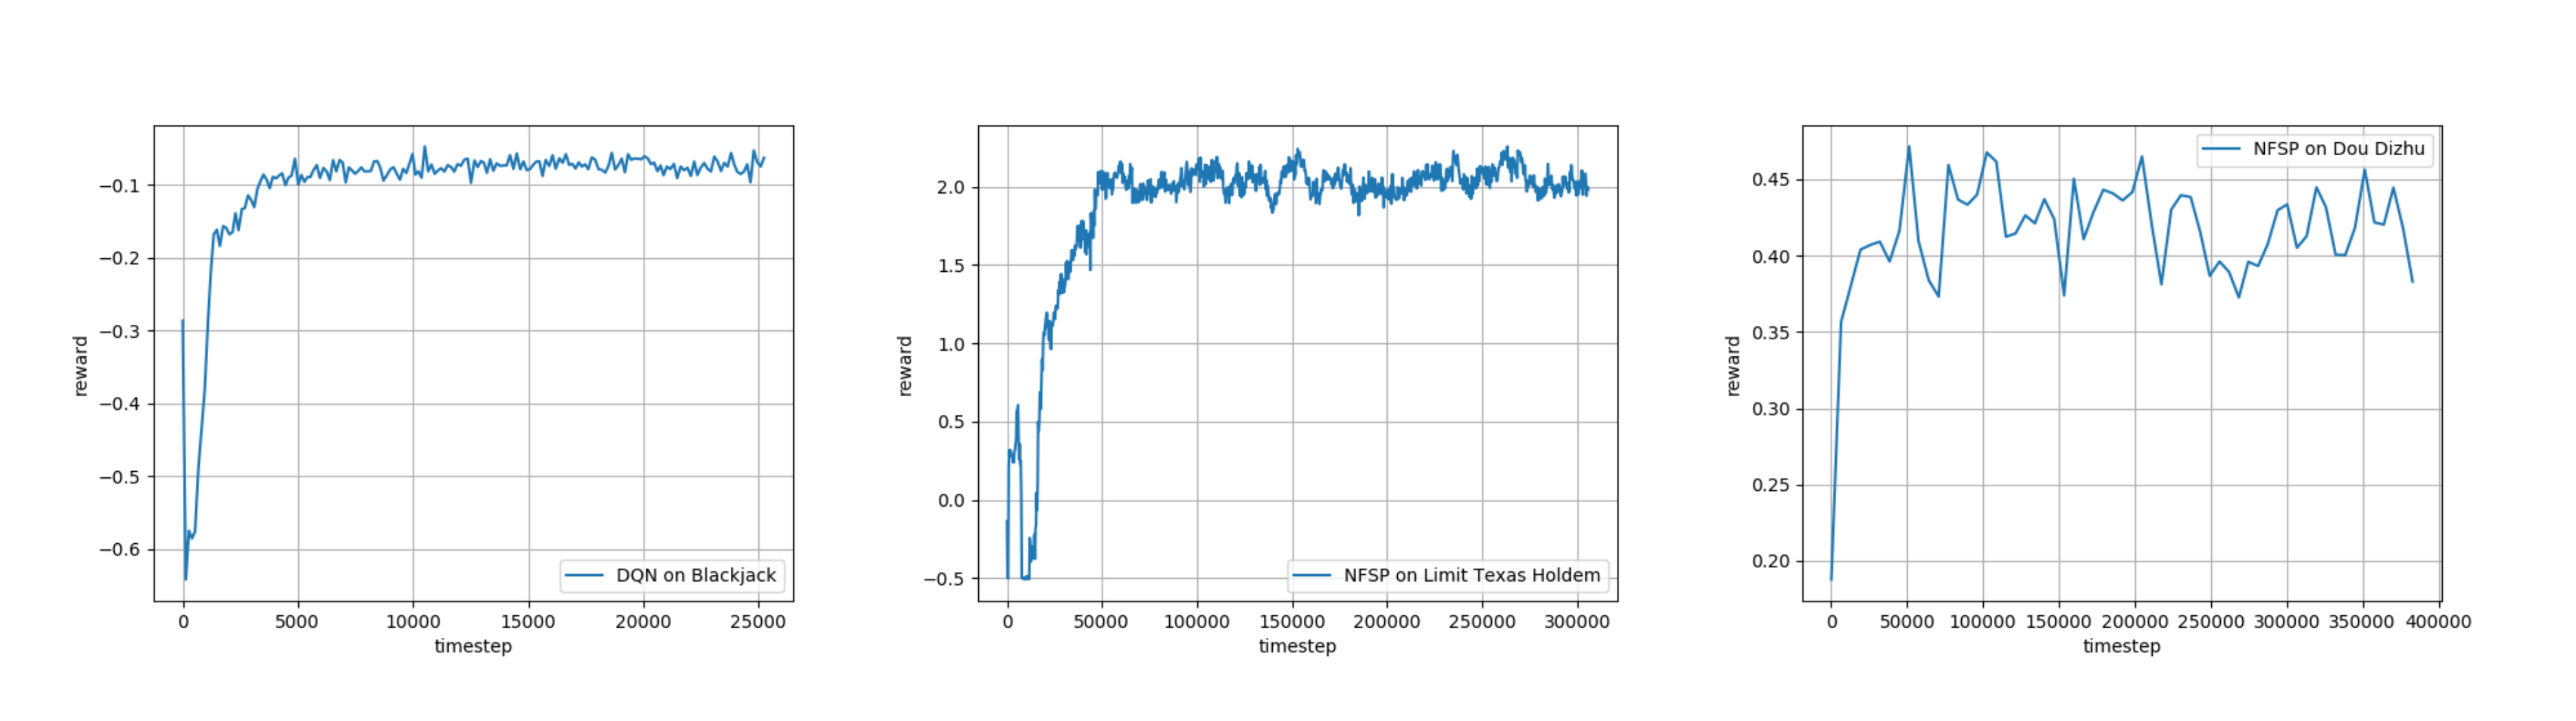 −0.1
−0.2
−0.3
−0.4
−0.5
−0.6
reward
DQN on Blackjack
0 5000 10000 15000 20000 25000
timestep
2.0
1.5
1.0
0.5
0.0
−0.5
reward
NFSP on Limit Texas Holdem
0 50000 100000 150000 200000 250000 300000
timestep
NFSP on Dou Dizhu
0.45
0.40
0.35
0.30
0.25
0.20
reward
0 50000 100000 150000 200000 250000 300000 350000 400000
timestep